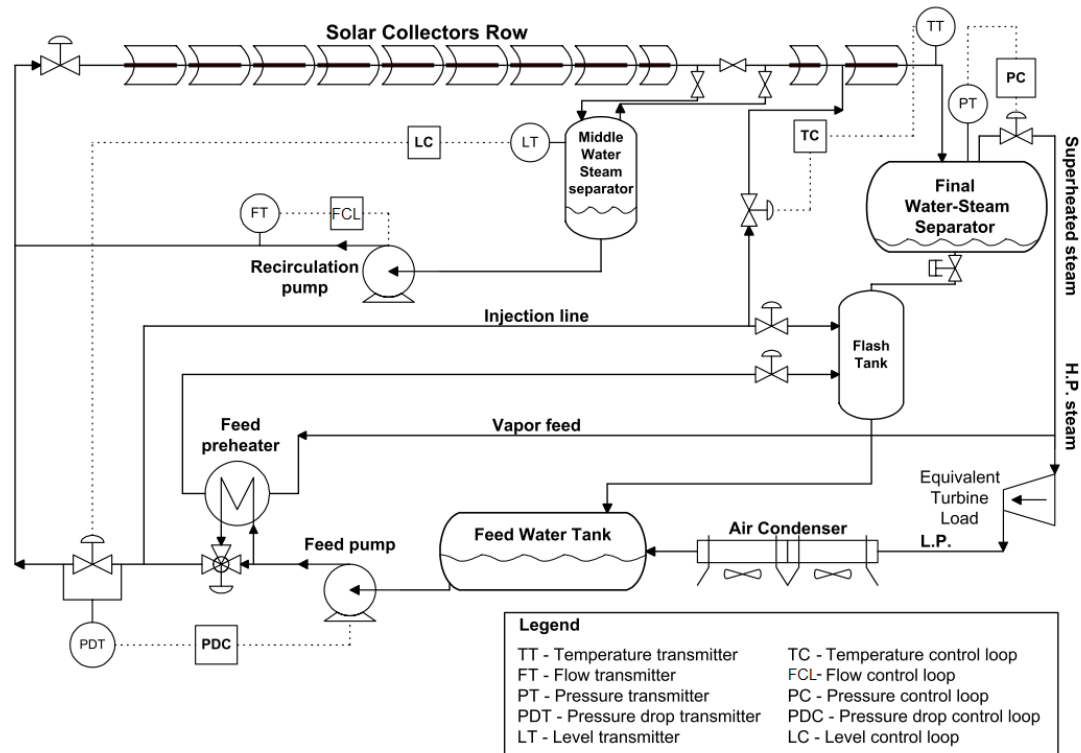 Solar Collectors Row
TT
PC
PT
TC
LC
LT
Middle
Water
Steam
separator
Final
Water-Steam
Separator
Superheated steam
FT
FCL
Recirculation
pump
Injection line
Flash
Tank
H.P. steam
Feed
preheater
Vapor feed
Equivalent
Turbine
Load
Feed pump
Feed Water Tank
Air Condenser
L.P.
PDT
PDC
Legend
TT - Temperature transmitter
FT - Flow transmitter
PT - Pressure transmitter
PDT - Pressure drop transmitter
LT - Level transmitter
TC - Temperature control loop
FCL- Flow control loop
PC - Pressure control loop
PDC - Pressure drop control loop
LC - Level control loop